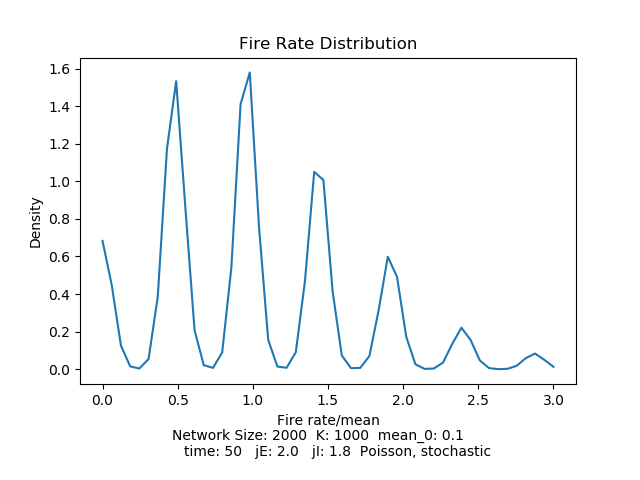 Fire Rate Distribution
1.6
1.4
1.2
1.0
0.8
0.6
0.4
0.2
0.0
Density
0.0 0.5 1.0 1.5 2.0 2.5 3.0
Fire rate/mean
Network Size: 2000 K: 1000 mean_0: 0.1
time: 50 jE: 2.0 jI: 1.8 Poisson, stochastic